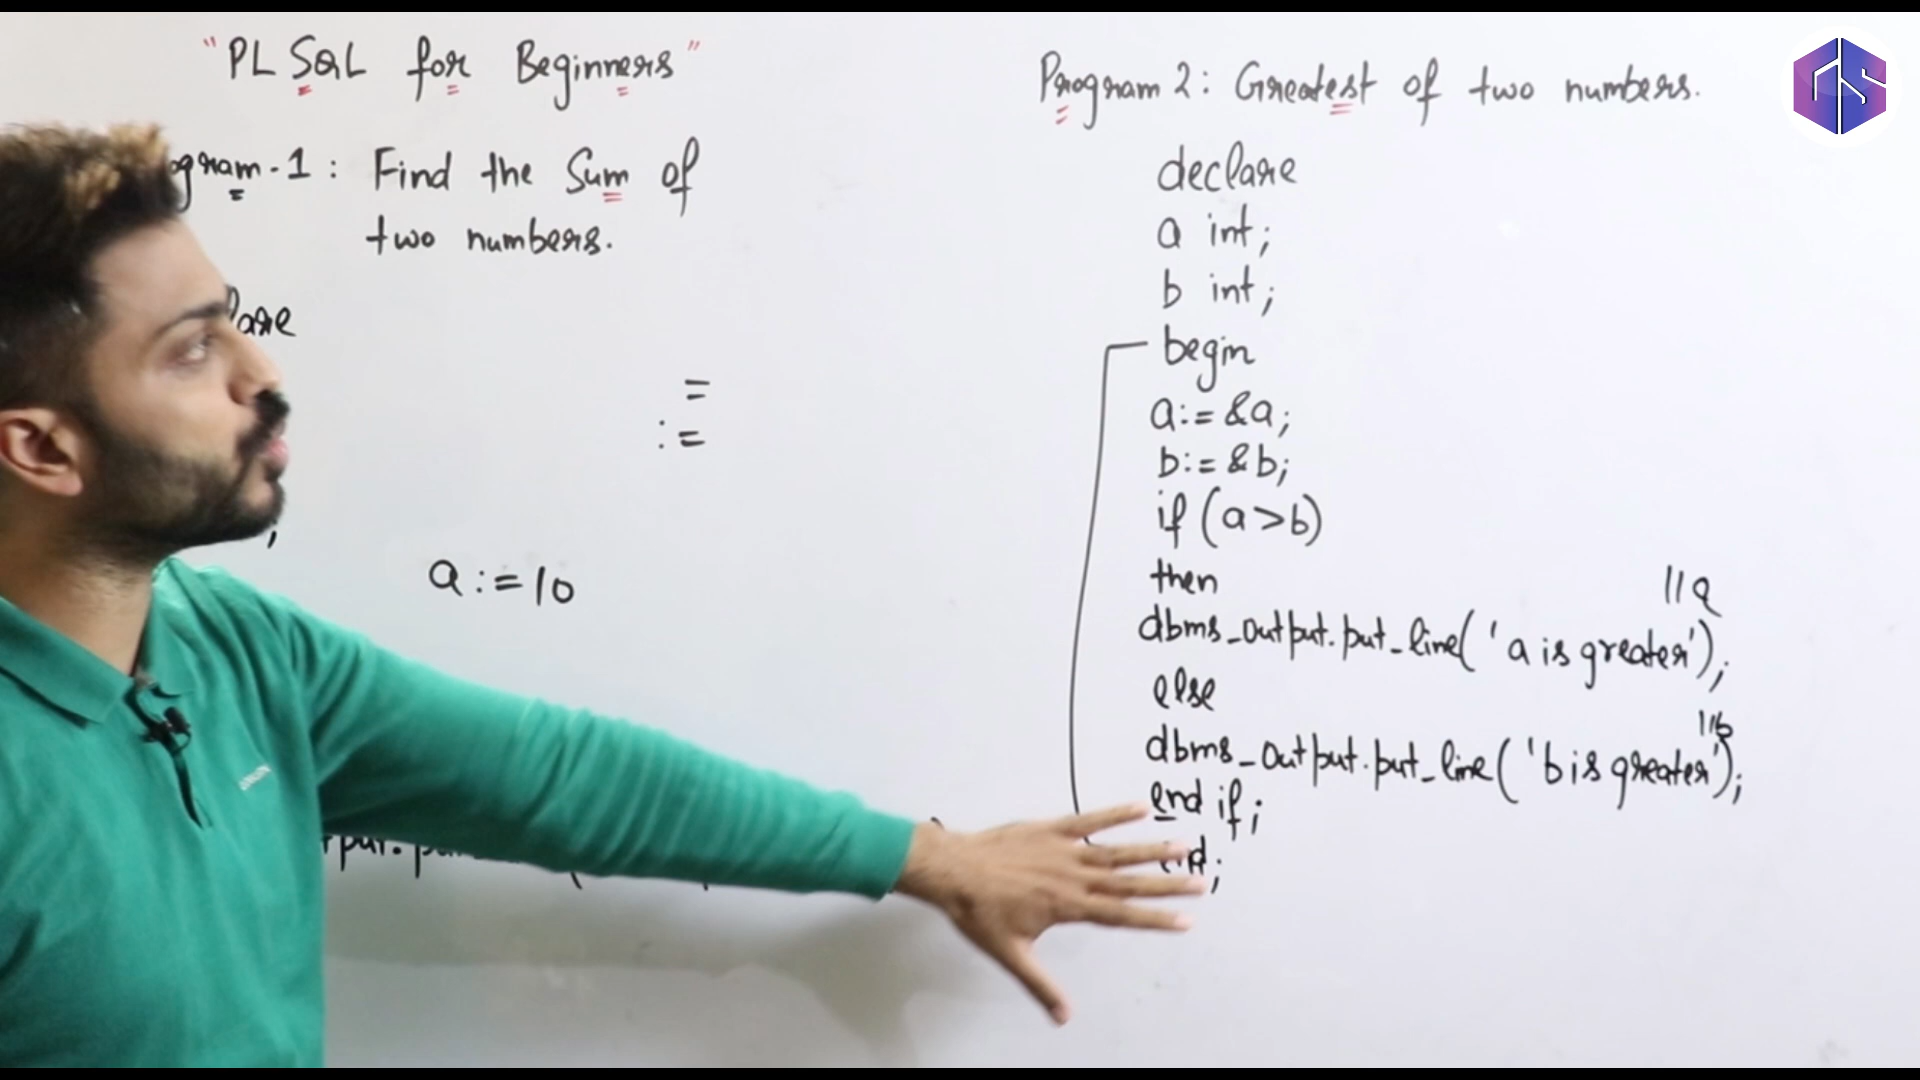 "PL SQL for Beginners"
-1: Find the Sum of
two numbers.
=
:=
a:=10
Program 2: Greatest of two numbers.
declare
a int;
b int;
begin
a:= &a;
b:= &b;
if (a>b)
then
||a
dbms_output.put_line('a is greater');
else
||b
dbms_output.put_line('b is greater');
end if;